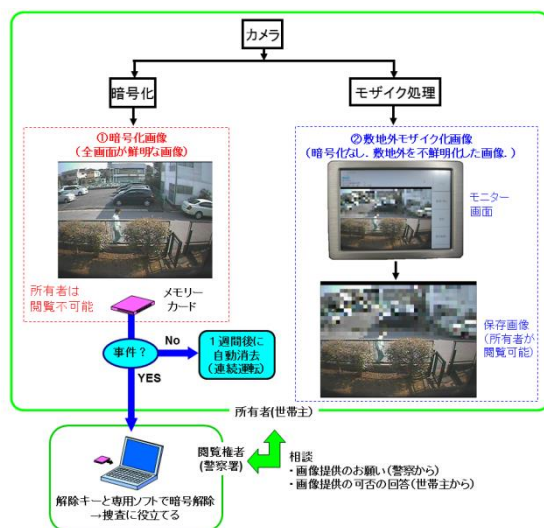 カメラ
暗号化
モザイク処理
①暗号化画像
(全画面が鮮明な画像)
②敷地外モザイク化画像
(暗号化なし. 敷地外を不鮮明化した画像. )
モニター
画面
所有者は
閲覧不可能
メモリー
カード
保存画像
(所有者が
閲覧可能)
事件?
No
1週間後に
自動消去
(連続運転)
YES
所有者(世帯主)
閲覧権者
(警察署)
相談
・画像提供のお願い(警察から)
・画像提供の可否の回答(世帯主から)
解除キーと専用ソフトで暗号解除
→捜査に役立てる